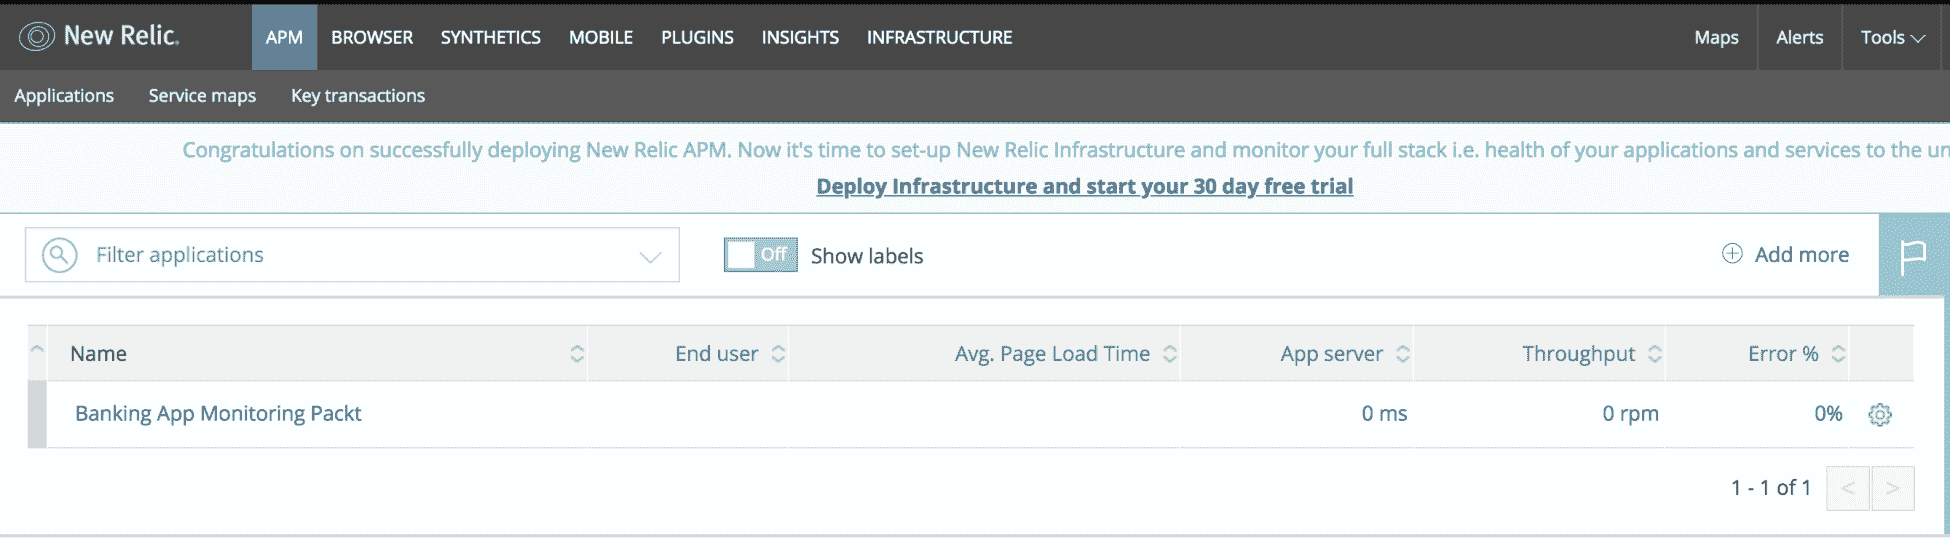 New Relic. APM BROWSER SYNTHETICS MOBILE PLUGINS INSIGHTS INFRASTRUCTURE Maps Alerts Tools
Applications Service maps Key transactions
Congratulations on successfully deploying New Relic APM. Now it's time to set-up New Relic Infrastructure and monitor your full stack i.e. health of your applications and services to the un
Deploy Infrastructure and start your 30 day free trial
Filter applications Off Show labels Add more
Name End user Avg. Page Load Time App server Throughput Error %
Banking App Monitoring Packt 0 ms 0 rpm 0%
1 - 1 of 1 < >